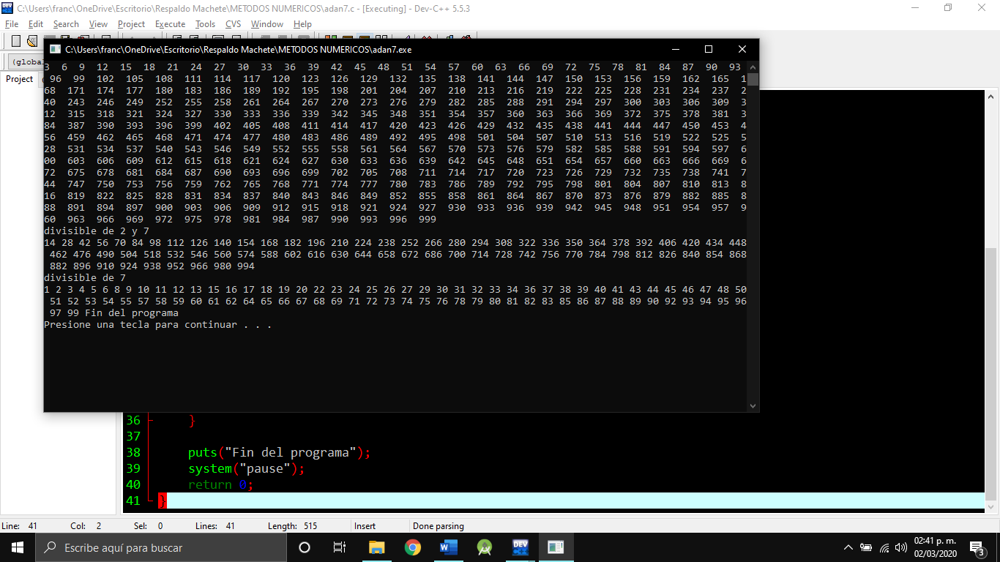 C:\Users\franc\OneDrive\Escritorio\Respaldo Machete\METODOS NUMERICOS\adan7.c - [Executing] - Dev-C++ 5.5.3
File Edit Search View Project Execute Tools CVS Window Help
C:\Users\franc\OneDrive\Escritorio\Respaldo Machete\METODOS NUMERICOS\adan7.exe
(global
Project
3 6 9 12 15 18 21 24 27 30 33 36 39 42 45 48 51 54 57 60 63 66 69 72 75 78 81 84 87 90 93
96 99 102 105 108 111 114 117 120 123 126 129 132 135 138 141 144 147 150 153 156 159 162 165 1
68 171 174 177 180 183 186 189 192 195 198 201 204 207 210 213 216 219 222 225 228 231 234 237 2
40 243 246 249 252 255 258 261 264 267 270 273 276 279 282 285 288 291 294 297 300 303 306 309 3
12 315 318 321 324 327 330 333 336 339 342 345 348 351 354 357 360 363 366 369 372 375 378 381 3
84 387 390 393 396 399 402 405 408 411 414 417 420 423 426 429 432 435 438 441 444 447 450 453 4
56 459 462 465 468 471 474 477 480 483 486 489 492 495 498 501 504 507 510 513 516 519 522 525 5
28 531 534 537 540 543 546 549 552 555 558 561 564 567 570 573 576 579 582 585 588 591 594 597 6
00 603 606 609 612 615 618 621 624 627 630 633 636 639 642 645 648 651 654 657 660 663 666 669 6
72 675 678 681 684 687 690 693 696 699 702 705 708 711 714 717 720 723 726 729 732 735 738 741 7
44 747 750 753 756 759 762 765 768 771 774 777 780 783 786 789 792 795 798 801 804 807 810 813 8
16 819 822 825 828 831 834 837 840 843 846 849 852 855 858 861 864 867 870 873 876 879 882 885 8
88 891 894 897 900 903 906 909 912 915 918 921 924 927 930 933 936 939 942 945 948 951 954 957 9
60 963 966 969 972 975 978 981 984 987 990 993 996 999
divisible de 2 y 7
14 28 42 56 70 84 98 112 126 140 154 168 182 196 210 224 238 252 266 280 294 308 322 336 350 364 378 392 406 420 434 448
462 476 490 504 518 532 546 560 574 588 602 616 630 644 658 672 686 700 714 728 742 756 770 784 798 812 826 840 854 868
882 896 910 924 938 952 966 980 994
divisible de 7
1 2 3 4 5 6 8 9 10 11 12 13 15 16 17 18 19 20 22 23 24 25 26 27 29 30 31 32 33 34 36 37 38 39 40 41 43 44 45 46 47 48 50
51 52 53 54 55 57 58 59 60 61 62 64 65 66 67 68 69 71 72 73 74 75 76 78 79 80 81 82 83 85 86 87 88 89 90 92 93 94 95 96
97 99 Fin del programa
Presione una tecla para continuar . . .
36 }
37
38 puts("Fin del programa");
39 system("pause");
40 return 0;
41 }
Line: 41 Col: 2 Sel: 0 Lines: 41 Length: 515 Insert Done parsing
Escribe aquí para buscar
02:41 p. m.
02/03/2020
3